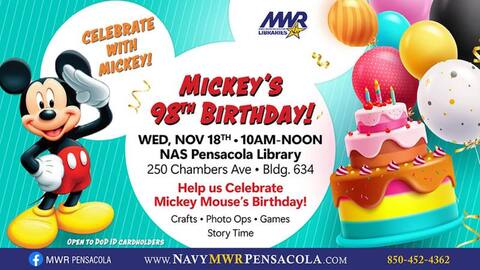 CELEBRATE
WITH
MICKEY!
MWR
LIBRARIES
MICKEY'S
98TH BIRTHDAY!
WED, NOV 18TH • 10AM-NOON
NAS Pensacola Library
250 Chambers Ave • Bldg. 634
Help us Celebrate
Mickey Mouse's Birthday!
Crafts • Photo Ops • Games
Story Time
OPEN TO DOD ID CARDHOLDERS
MWR PENSACOLA
WWW.NAVYMWRPENSACOLA.COM
850-452-4362